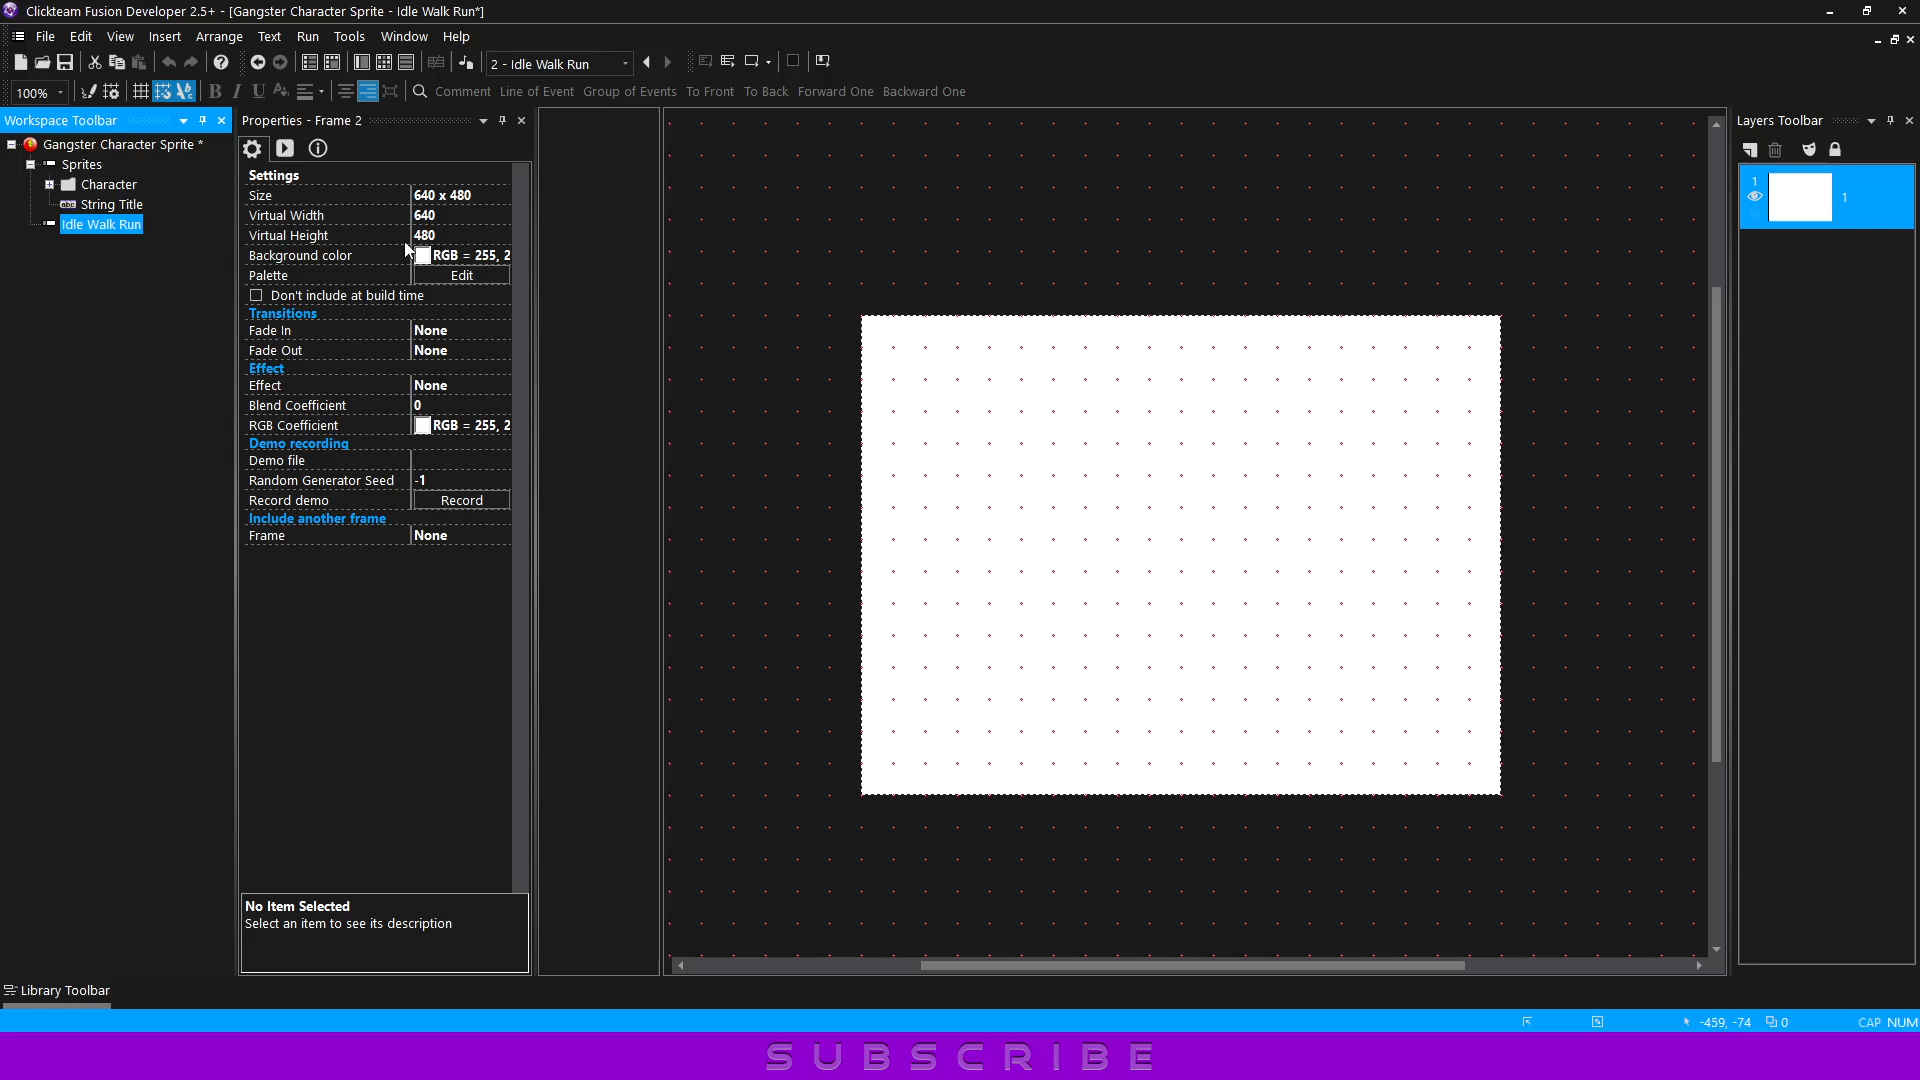 Clickteam Fusion Developer 2.5+ - [Gangster Character Sprite - Idle Walk Run*]
File Edit View Insert Arrange Text Run Tools Window Help
2 - Idle Walk Run
100% B I U Comment Line of Event Group of Events To Front To Back Forward One Backward One
Workspace Toolbar
Gangster Character Sprite *
Sprites
Character
abc String Title
Idle Walk Run
Properties - Frame 2
Settings
Size 640 x 480
Virtual Width 640
Virtual Height 480
Background color RGB = 255, 2
Palette Edit
Don't include at build time
Transitions
Fade In None
Fade Out None
Effect
Effect None
Blend Coefficient 0
RGB Coefficient RGB = 255, 2
Demo recording
Demo file
Random Generator Seed -1
Record demo Record
Include another frame
Frame None
No Item Selected
Select an item to see its description
Layers Toolbar
1
1
Library Toolbar
-459, -74 0 CAP NUM
SUBSCRIBE